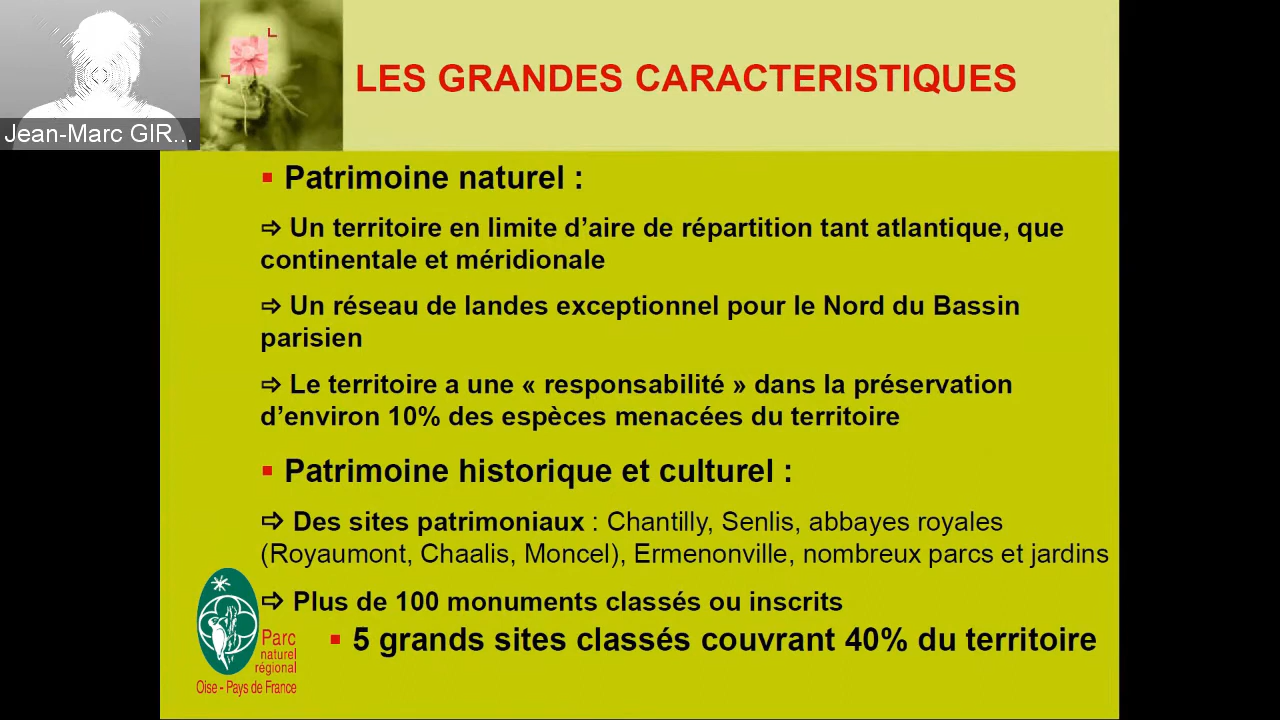 Jean-Marc GIR...
LES GRANDES CARACTERISTIQUES
▪ Patrimoine naturel :
⇨ Un territoire en limite d’aire de répartition tant atlantique, que
continentale et méridionale
⇨ Un réseau de landes exceptionnel pour le Nord du Bassin
parisien
⇨ Le territoire a une « responsabilité » dans la préservation
d’environ 10% des espèces menacées du territoire
▪ Patrimoine historique et culturel :
⇨ Des sites patrimoniaux : Chantilly, Senlis, abbayes royales
(Royaumont, Chaalis, Moncel), Ermenonville, nombreux parcs et jardins
⇨ Plus de 100 monuments classés ou inscrits
▪ 5 grands sites classés couvrant 40% du territoire
Parc
naturel
régional
Oise - Pays de France